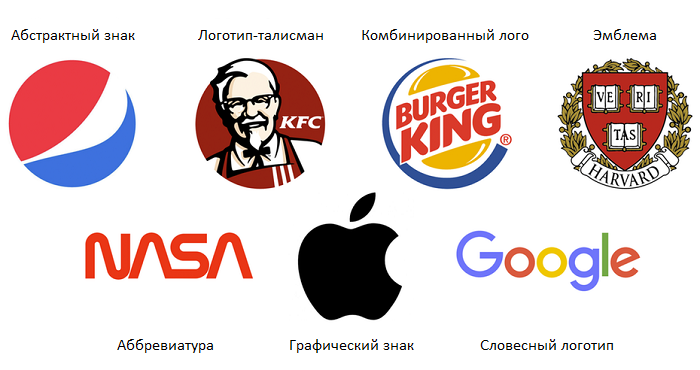 Абстрактный знак
Логотип-талисман
Комбинированный лого
Эмблема
KFC
BURGER
KING
®
VE RI
TAS
HARVARD
NASA
Google
Аббревиатура
Графический знак
Словесный логотип